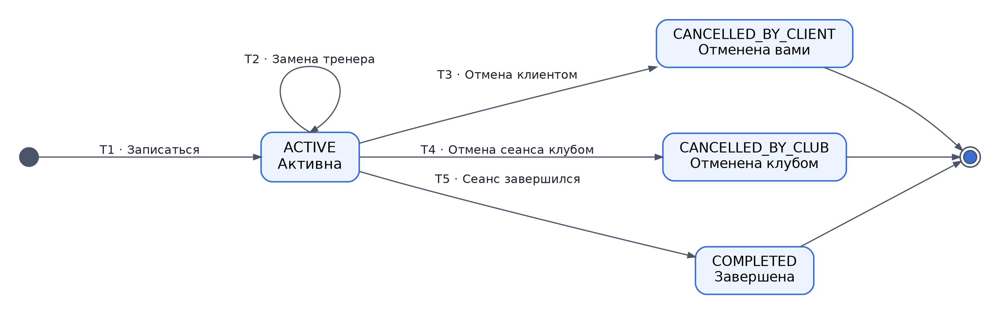 CANCELLED_BY_CLIENT
Отменена вами
T2 · Замена тренера
T3 · Отмена клиентом
T1 · Записаться
ACTIVE
Активна
T4 · Отмена сеанса клубом
CANCELLED_BY_CLUB
Отменена клубом
T5 · Сеанс завершился
COMPLETED
Завершена